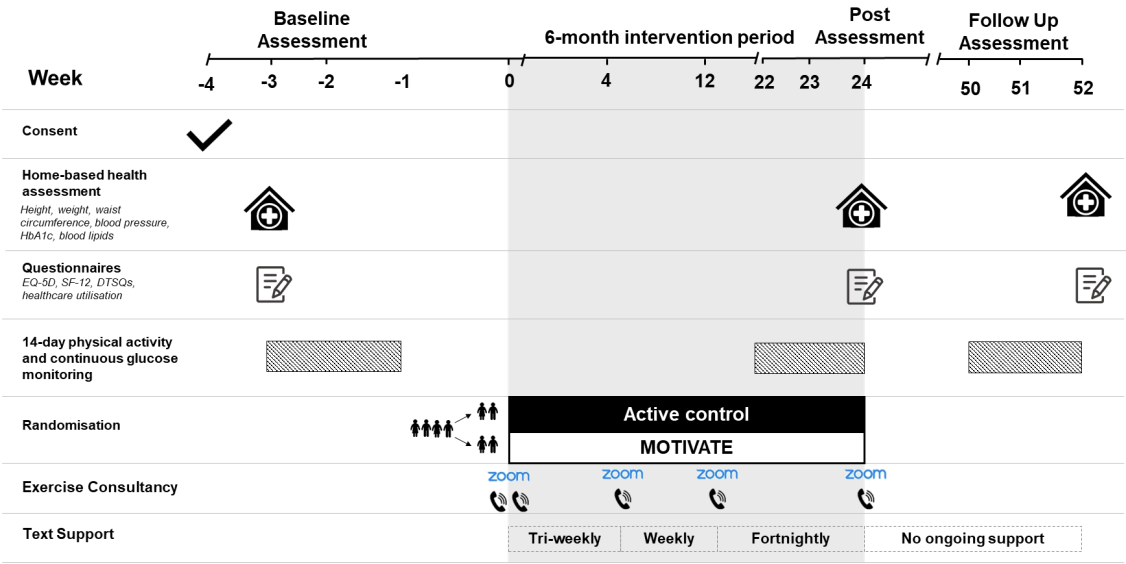 Baseline
Assessment
6-month intervention period
Post
Assessment
Follow Up
Assessment
Week
-4 -3 -2 -1 0 4 12 22 23 24 50 51 52
Consent
Home-based health
assessment
Height, weight, waist
circumference, blood pressure,
HbA1c, blood lipids
Questionnaires
EQ-5D, SF-12, DTSQs,
healthcare utilisation
14-day physical activity
and continuous glucose
monitoring
Randomisation
Active control
MOTIVATE
Exercise Consultancy
zoom zoom zoom zoom
Text Support
Tri-weekly Weekly Fortnightly No ongoing support